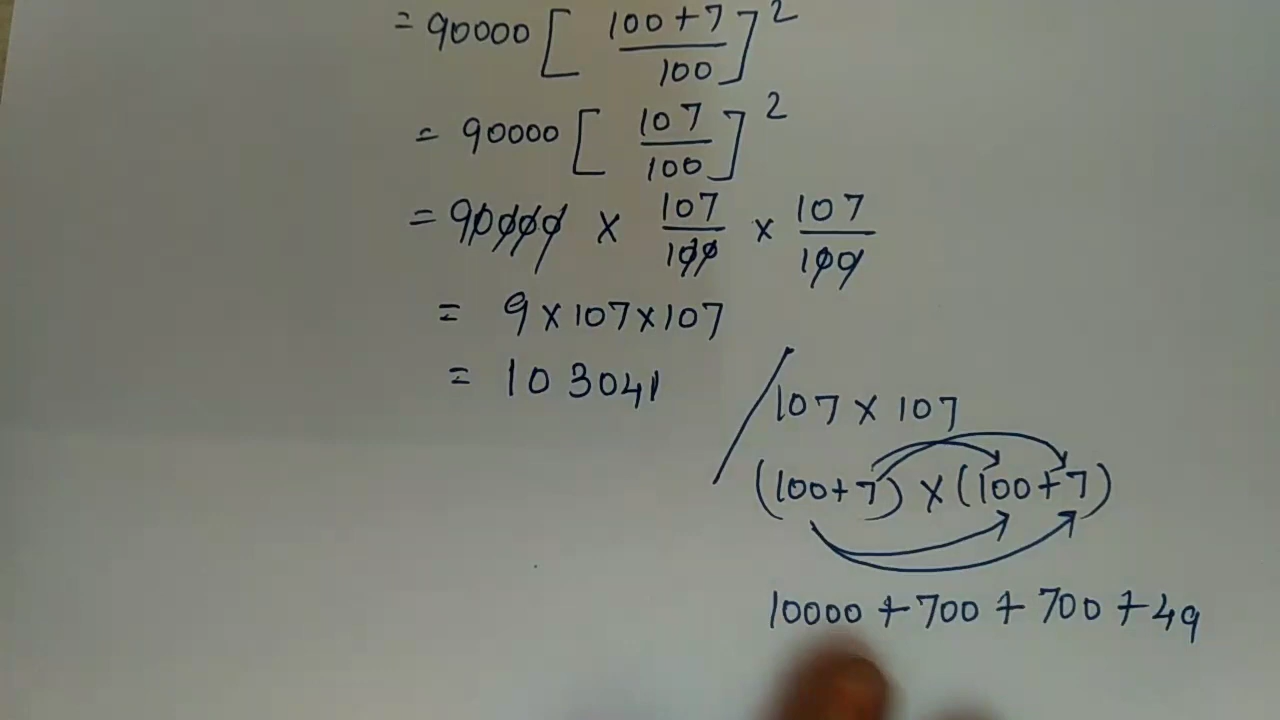 = 90000 [ (100+7)/100 ]²
= 90000 [ 107/100 ]²
= 90000 × 107/100 × 107/100
= 9×107×107
= 103041
107 × 107
(100+7) × (100+7)
10000 + 700 + 700 + 49